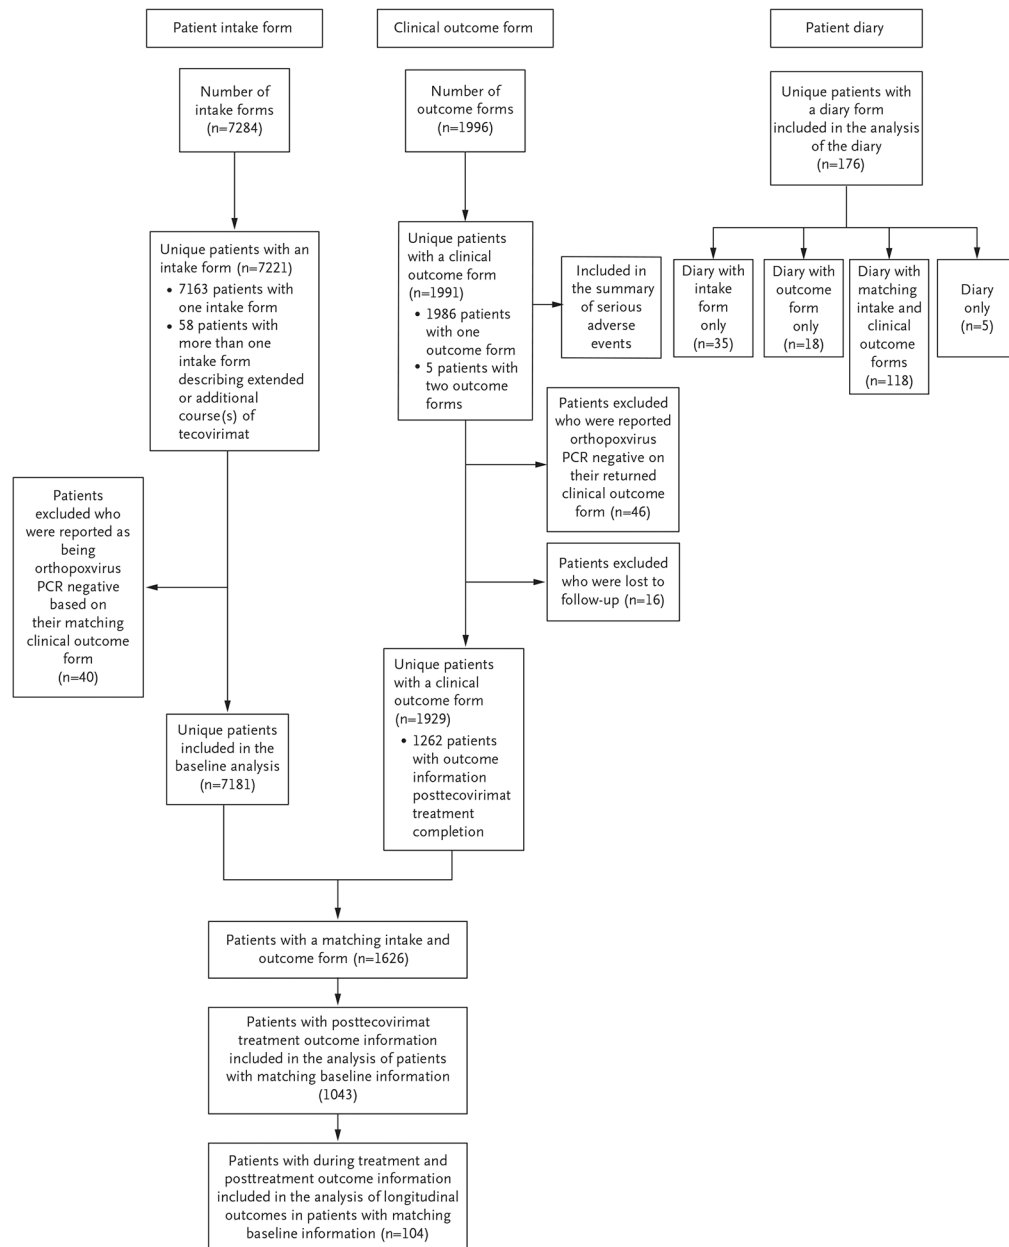 Patient intake form
Clinical outcome form
Patient diary
Number of
intake forms
(n=7284)
Number of
outcome forms
(n=1996)
Unique patients with
a diary form
included in the analysis
of the diary
(n=176)
Unique patients with an
intake form (n=7221)
• 7163 patients with
one intake form
• 58 patients with
more than one
intake form
describing extended
or additional
course(s) of
tecovirimat
Unique patients
with a clinical
outcome form
(n=1991)
• 1986 patients
with one
outcome form
• 5 patients with
two outcome
forms
Included in
the summary
of serious
adverse
events
Diary with
intake
form
only
(n=35)
Diary with
outcome
form
only
(n=18)
Diary with
matching
intake and
clinical
outcome
forms
(n=118)
Diary
only
(n=5)
Patients excluded
who were reported
orthopoxvirus
PCR negative on
their returned
clinical outcome
form (n=46)
Patients
excluded who
were reported as
being
orthopoxvirus
PCR negative
based on
their matching
clinical outcome
form
(n=40)
Patients excluded
who were lost to
follow-up (n=16)
Unique patients
with a clinical
outcome form
(n=1929)
• 1262 patients
with outcome
information
posttecovirimat
treatment
completion
Unique patients
included in the
baseline analysis
(n=7181)
Patients with a matching intake and
outcome form (n=1626)
Patients with posttecovirimat
treatment outcome information
included in the analysis of patients
with matching baseline information
(1043)
Patients with during treatment and
posttreatment outcome information
included in the analysis of longitudinal
outcomes in patients with matching
baseline information (n=104)